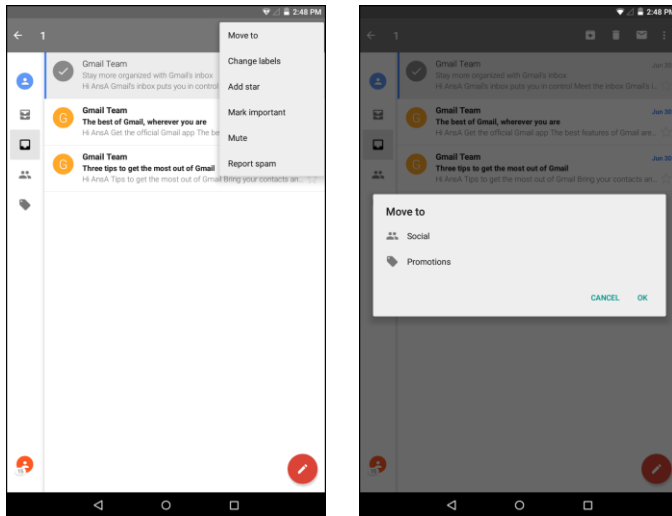 2:48 PM
1
Move to
Change labels
Add star
Mark important
Mute
Report spam
Gmail Team
Stay more organized with Gmail's inbox
Hi AnsA Gmail's inbox puts you in control
G
Gmail Team
The best of Gmail, wherever you are
Hi AnsA Get the official Gmail app The be
G
Gmail Team
Three tips to get the most out of Gmail
Hi AnsA Tips to get the most out of Gmail Bring your contacts an...
15
2:48 PM
1
Gmail Team
Jun 30
Stay more organized with Gmail's inbox
Hi AnsA Gmail's inbox puts you in control Meet the inbox Gmail's i...
G
Gmail Team
Jun 30
The best of Gmail, wherever you are
Hi AnsA Get the official Gmail app The best features of Gmail are...
G
Gmail Team
Jun 30
Three tips to get the most out of Gmail
Hi AnsA Tips to get the most out of Gmail Bring your contacts an...
Move to
Social
Promotions
CANCEL OK
15